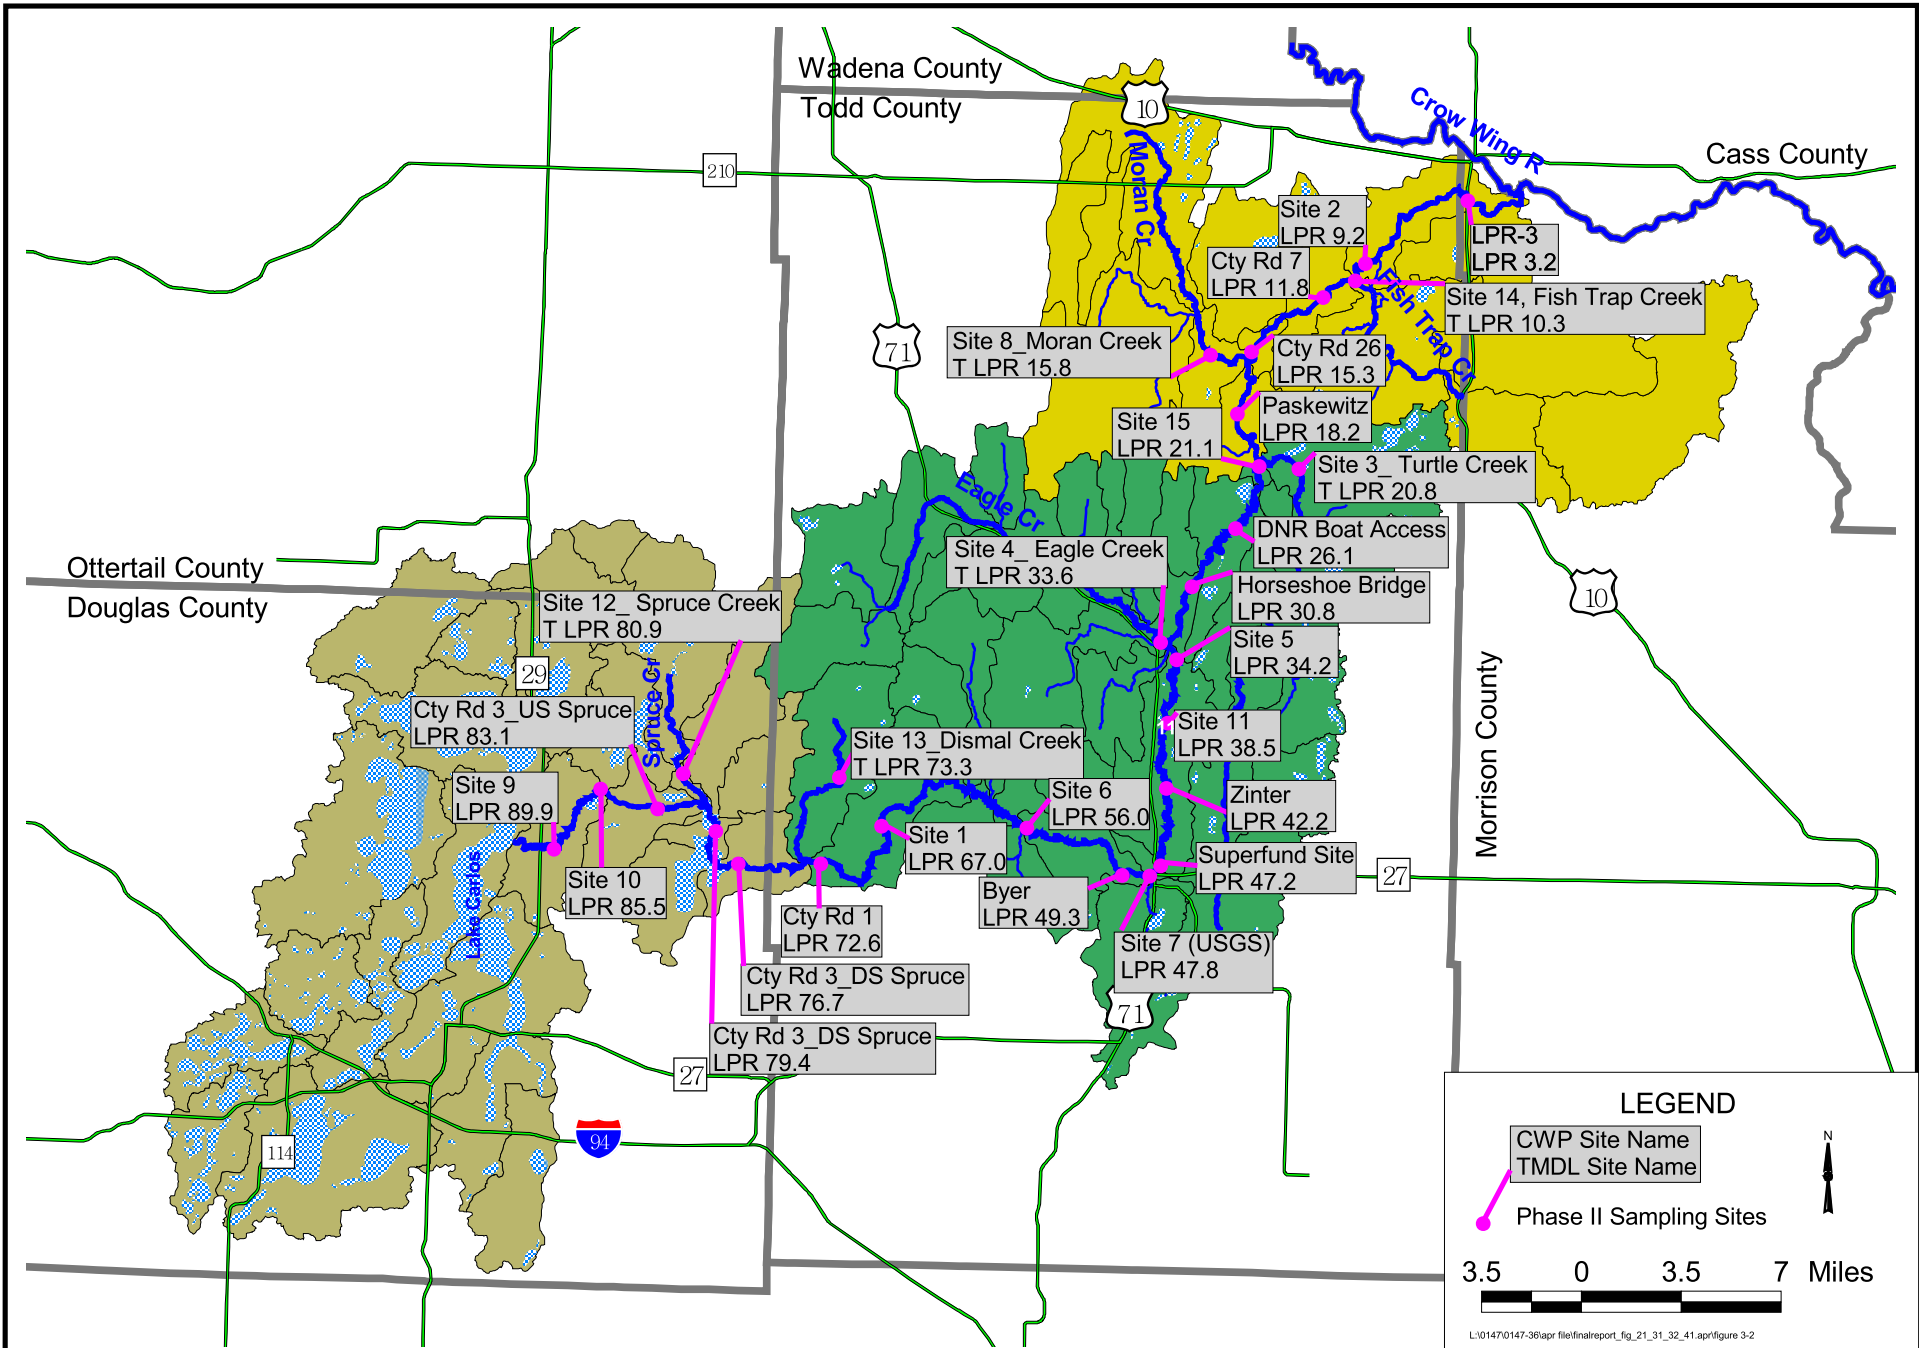 Wadena County
Todd County
10
Crow Wing R
Cass County
210
Moran Cr
Site 2
LPR 9.2
LPR-3
LPR 3.2
Cty Rd 7
LPR 11.8
Fish Trap Cr
Site 14, Fish Trap Creek
T LPR 10.3
71
Site 8_Moran Creek
T LPR 15.8
Cty Rd 26
LPR 15.3
Paskewitz
LPR 18.2
Site 15
LPR 21.1
Site 3_ Turtle Creek
T LPR 20.8
Eagle Cr
DNR Boat Access
LPR 26.1
Site 4_ Eagle Creek
T LPR 33.6
Horseshoe Bridge
LPR 30.8
10
Ottertail County
Douglas County
Site 12_ Spruce Creek
T LPR 80.9
Site 5
LPR 34.2
29
Spruce Cr
Morrison County
Cty Rd 3_US Spruce
LPR 83.1
Site 11
LPR 38.5
Site 13_Dismal Creek
T LPR 73.3
Site 9
LPR 89.9
Site 6
LPR 56.0
Zinter
LPR 42.2
Site 1
LPR 67.0
Superfund Site
LPR 47.2
27
Lake Carlos
Site 10
LPR 85.5
Byer
LPR 49.3
Cty Rd 1
LPR 72.6
Site 7 (USGS)
LPR 47.8
Cty Rd 3_DS Spruce
LPR 76.7
71
Cty Rd 3_DS Spruce
LPR 79.4
27
94
114
LEGEND
CWP Site Name
TMDL Site Name
Phase II Sampling Sites
N
3.5 0 3.5 7 Miles
L:\0147\0147-36\apr file\finalreport_fig_21_31_32_41.apr\figure 3-2